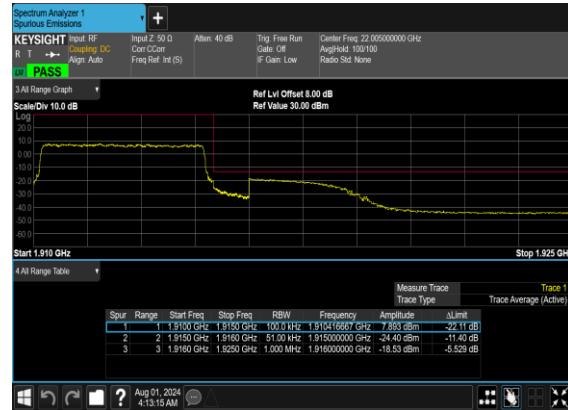 Spectrum Analyzer 1
Spurious Emissions
KEYSIGHT Input: RF Input Z: 50 Ω Atten: 40 dB Trig: Free Run Center Freq: 22.005000000 GHz
R T Coupling: DC Corr CCorr Gate: Off Avg|Hold: 100/100
Align: Auto Freq Ref: Int (S) IF Gain: Low Radio Std: None
PASS
3 All Range Graph
Ref Lvl Offset 8.00 dB
Scale/Div 10.0 dB Ref Value 30.00 dBm
Log
20.0
10.0
0.00
-10.0
-20.0
-30.0
-40.0
-50.0
-60.0
Start 1.910 GHz Stop 1.925 GH
4 All Range Table
Measure Trace Trace 1
Trace Type Trace Average (Active)
Spur Range Start Freq Stop Freq RBW Frequency Amplitude ΔLimit
1 1 1.9100 GHz 1.9150 GHz 100.0 kHz 1.910416667 GHz 7.893 dBm -22.11 dB
2 2 1.9150 GHz 1.9160 GHz 51.00 kHz 1.915000000 GHz -24.40 dBm -11.40 dB
3 3 1.9160 GHz 1.9250 GHz 1.000 MHz 1.916000000 GHz -18.53 dBm -5.529 dB
Aug 01, 2024
4:13:15 AM